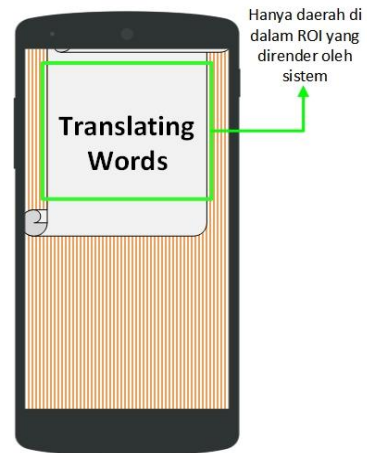 Hanya daerah di
dalam ROI yang
dirender oleh
sistem
Translating
Words